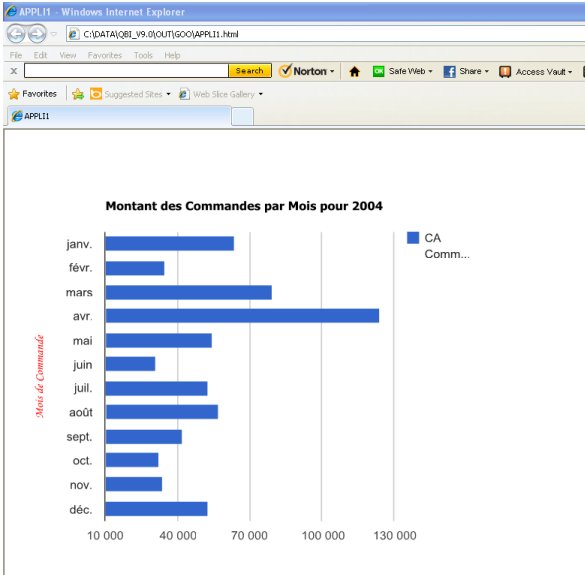 APPLI1 - Windows Internet Explorer
C:\DATA\QBI_V9.0\OUT\GOO\APPLI1.html
File Edit View Favorites Tools Help
x Search Norton OK Safe Web Share Access Vault
Favorites Suggested Sites Web Slice Gallery
APPLI1
Montant des Commandes par Mois pour 2004
CA
Comm...
janv.
févr.
mars
avr.
mai
juin
juil.
août
sept.
oct.
nov.
déc.
Mois de Commande
10 000 40 000 70 000 100 000 130 000